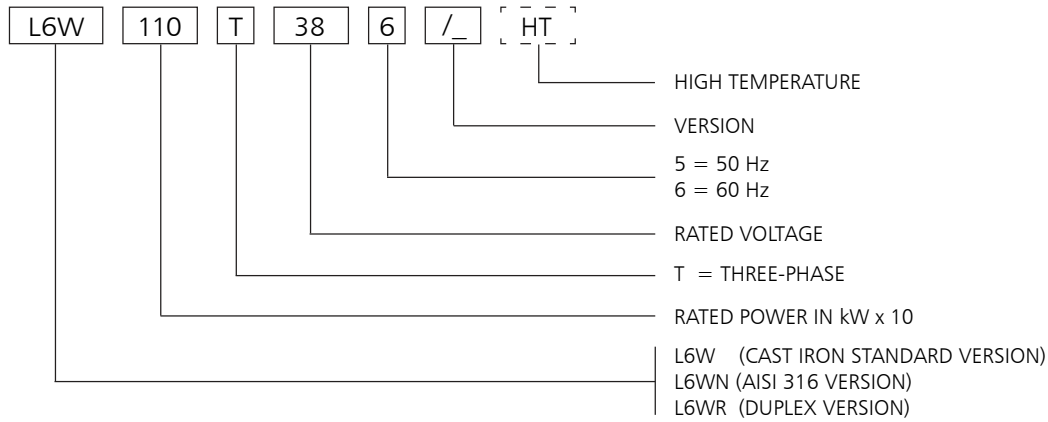 L6W 110 T 38 6 /_ HT
HIGH TEMPERATURE
VERSION
5 = 50 Hz
6 = 60 Hz
RATED VOLTAGE
T = THREE-PHASE
RATED POWER IN kW x 10
L6W (CAST IRON STANDARD VERSION)
L6WN (AISI 316 VERSION)
L6WR (DUPLEX VERSION)